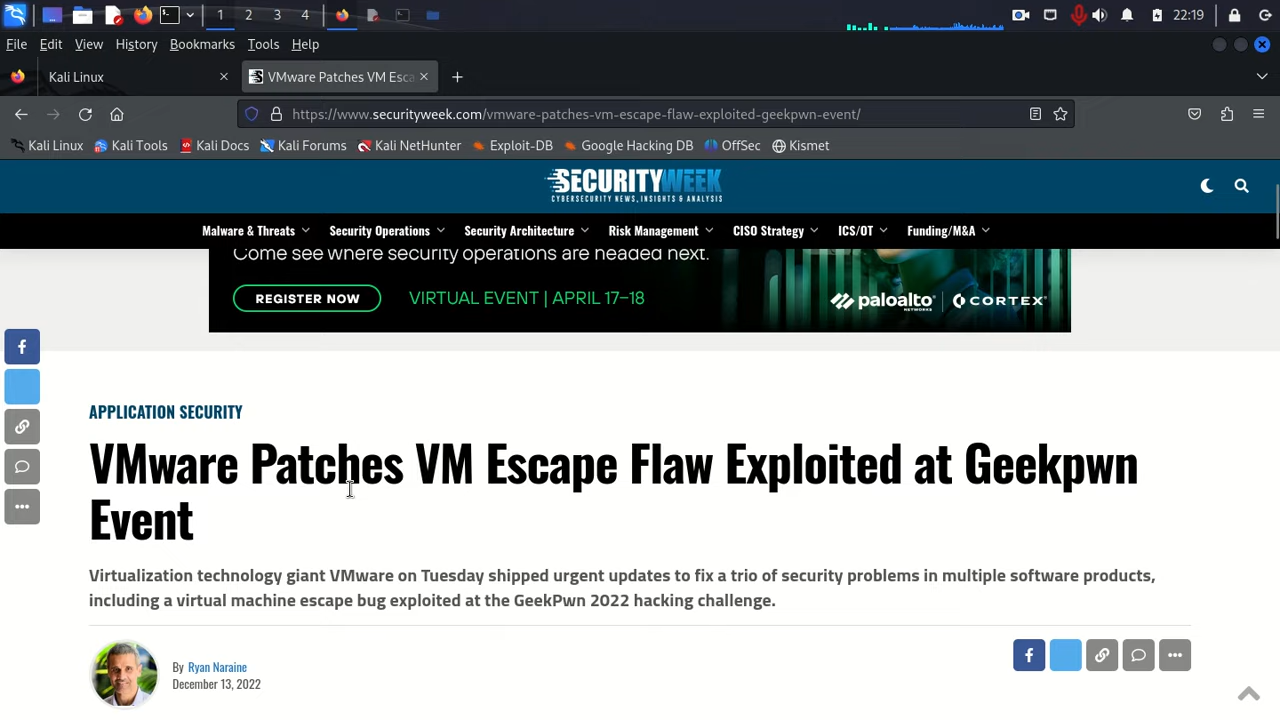 1 2 3 4 22:19
File Edit View History Bookmarks Tools Help
Kali Linux VMware Patches VM Esca
https://www.securityweek.com/vmware-patches-vm-escape-flaw-exploited-geekpwn-event/
Kali Linux Kali Tools Kali Docs Kali Forums Kali NetHunter Exploit-DB Google Hacking DB OffSec Kismet
SECURITYWEEK
CYBERSECURITY NEWS, INSIGHTS & ANALYSIS
Malware & Threats Security Operations Security Architecture Risk Management CISO Strategy ICS/OT Funding/M&A
Come see where security operations are headed next.
REGISTER NOW VIRTUAL EVENT | APRIL 17–18 paloalto NETWORKS CORTEX
APPLICATION SECURITY
VMware Patches VM Escape Flaw Exploited at Geekpwn
Event
Virtualization technology giant VMware on Tuesday shipped urgent updates to fix a trio of security problems in multiple software products,
including a virtual machine escape bug exploited at the GeekPwn 2022 hacking challenge.
By Ryan Naraine
December 13, 2022